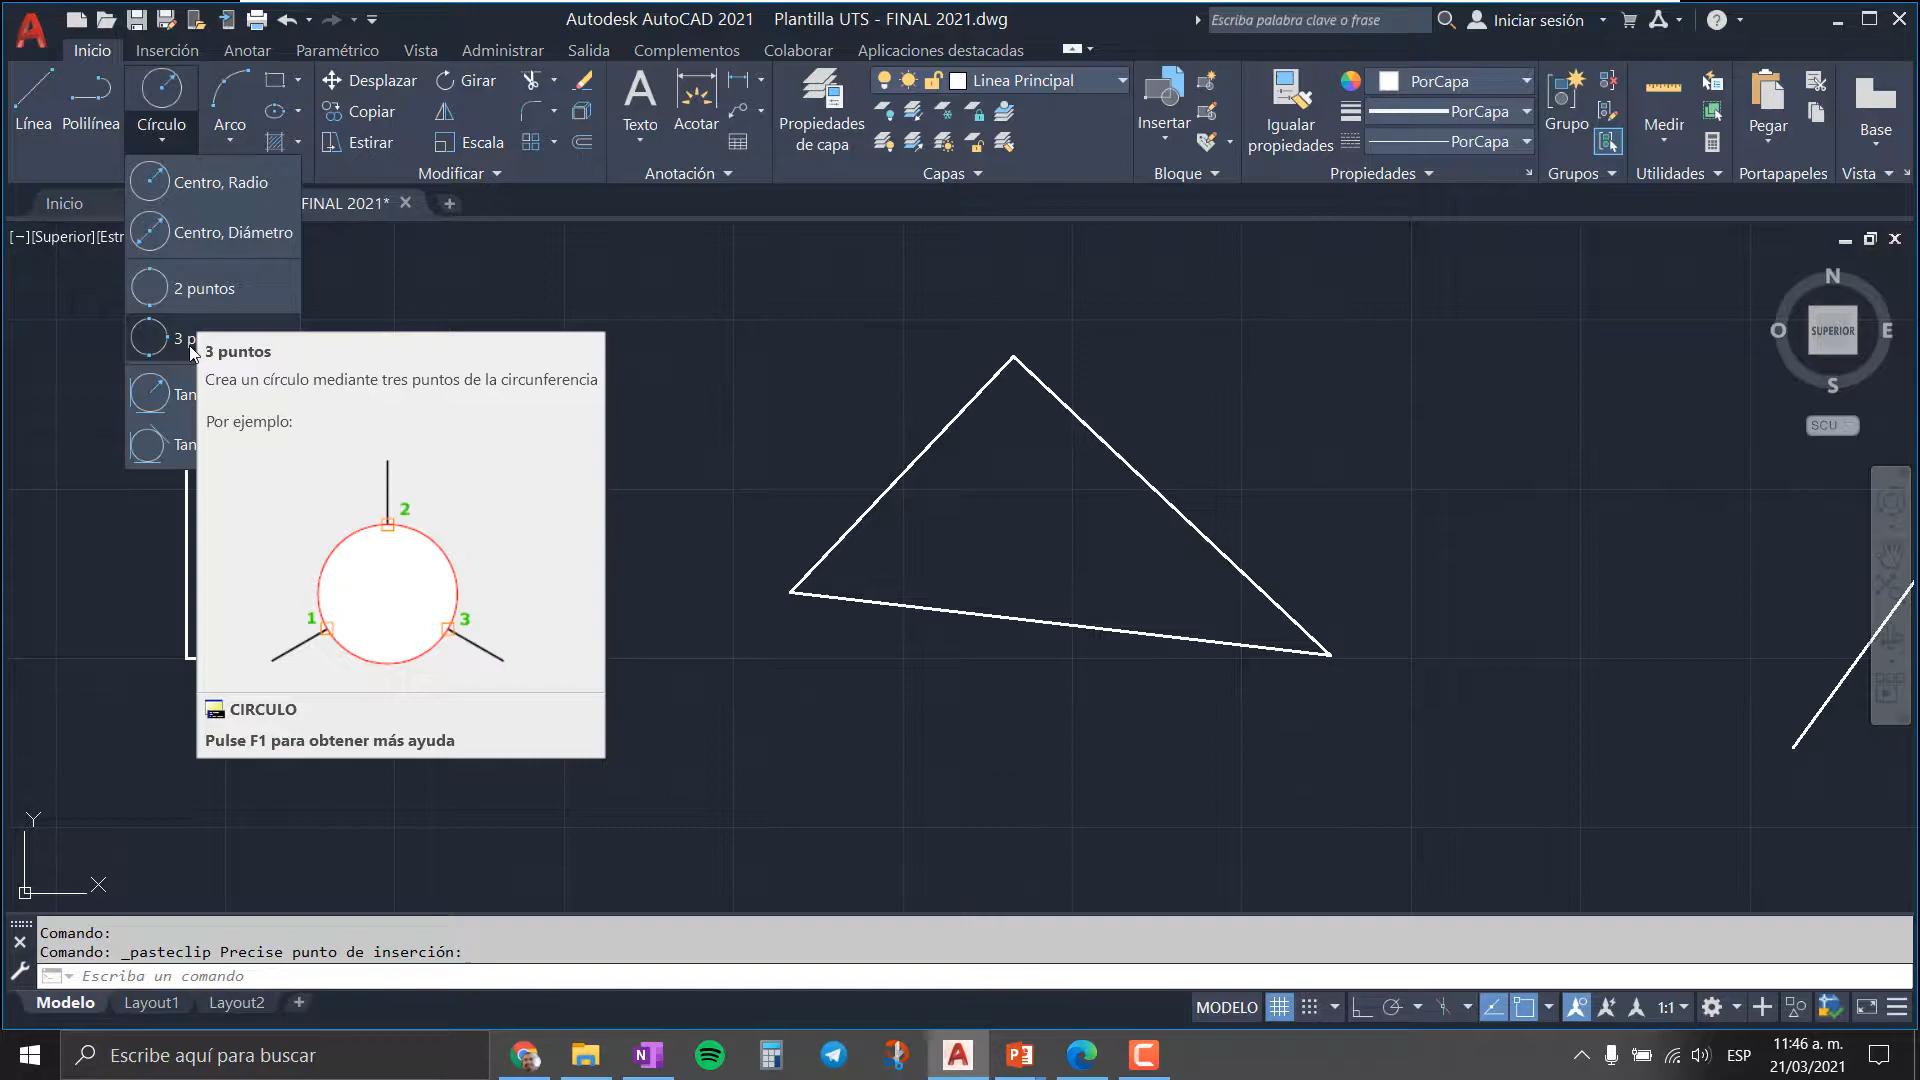 Autodesk AutoCAD 2021 Plantilla UTS - FINAL 2021.dwg
Escriba palabra clave o frase
Iniciar sesión
Inicio Inserción Anotar Paramétrico Vista Administrar Salida Complementos Colaborar Aplicaciones destacadas
Línea Polilínea Círculo Arco
Desplazar Girar
Copiar
Estirar Escala
Modificar
Texto Acotar
Anotación
Propiedades de capa
Linea Principal
Capas
Insertar
Bloque
Igualar propiedades
PorCapa
PorCapa
PorCapa
Propiedades
Grupo
Grupos
Medir
Utilidades
Pegar
Portapapeles
Base
Vista
Inicio
FINAL 2021*
[−][Superior][Estr
Centro, Radio
Centro, Diámetro
2 puntos
3 p
Tan
Tan
3 puntos
Crea un círculo mediante tres puntos de la circunferencia
Por ejemplo:
2
1
3
CIRCULO
Pulse F1 para obtener más ayuda
N
O SUPERIOR E
S
SCU
Y
X
Comando:
Comando: _pasteclip Precise punto de inserción:
Escriba un comando
Modelo Layout1 Layout2 +
MODELO
1:1
Escribe aquí para buscar
ESP
11:46 a. m.
21/03/2021